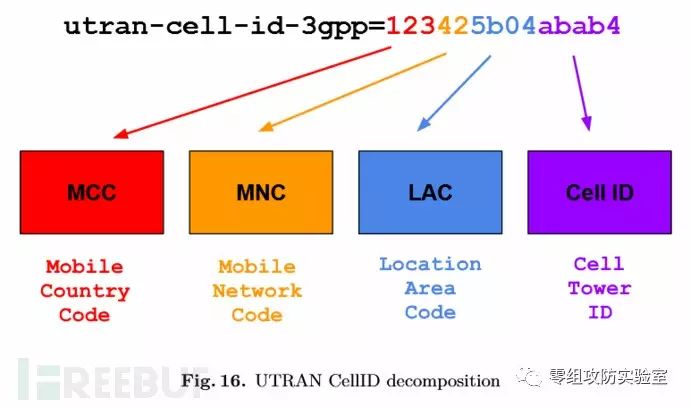 utran-cell-id-3gpp=123425b04abab4
MCC
MNC
LAC
Cell ID
Mobile
Country
Code
Mobile
Network
Code
Location
Area
Code
Cell
Tower
ID
Fig. 16. UTRAN CellID decomposition
零组攻防实验室
FREEBUF